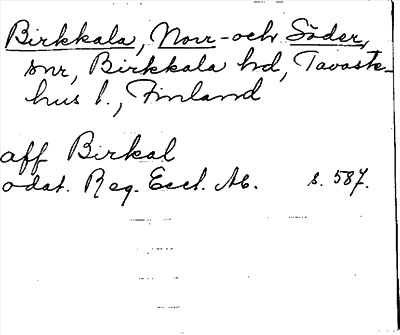 Birkkala, Norr- och Söder,
snr, Birkkala hd, Tavaste-
hus l., Finland
aff Birkal
odat. Reg. Eccl. Ab. s. 587.